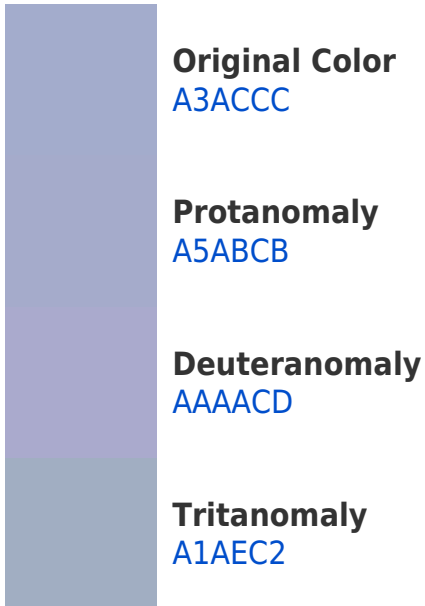 Original Color
A3ACCC
Protanomaly
A5ABCB
Deuteranomaly
AAAACD
Tritanomaly
A1AEC2